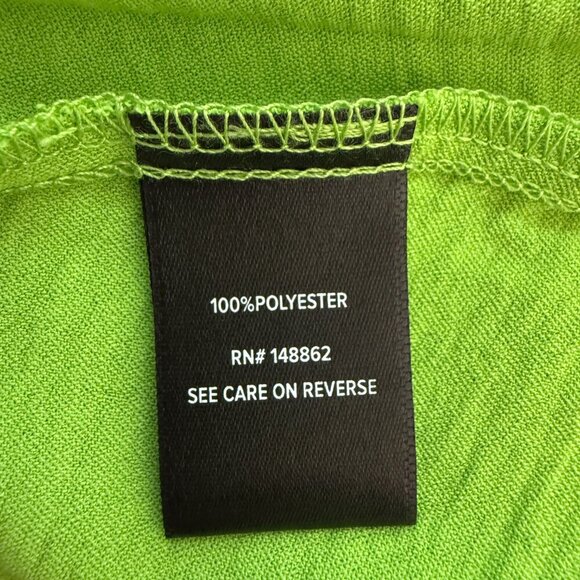 100%POLYESTER
RN# 148862
SEE CARE ON REVERSE